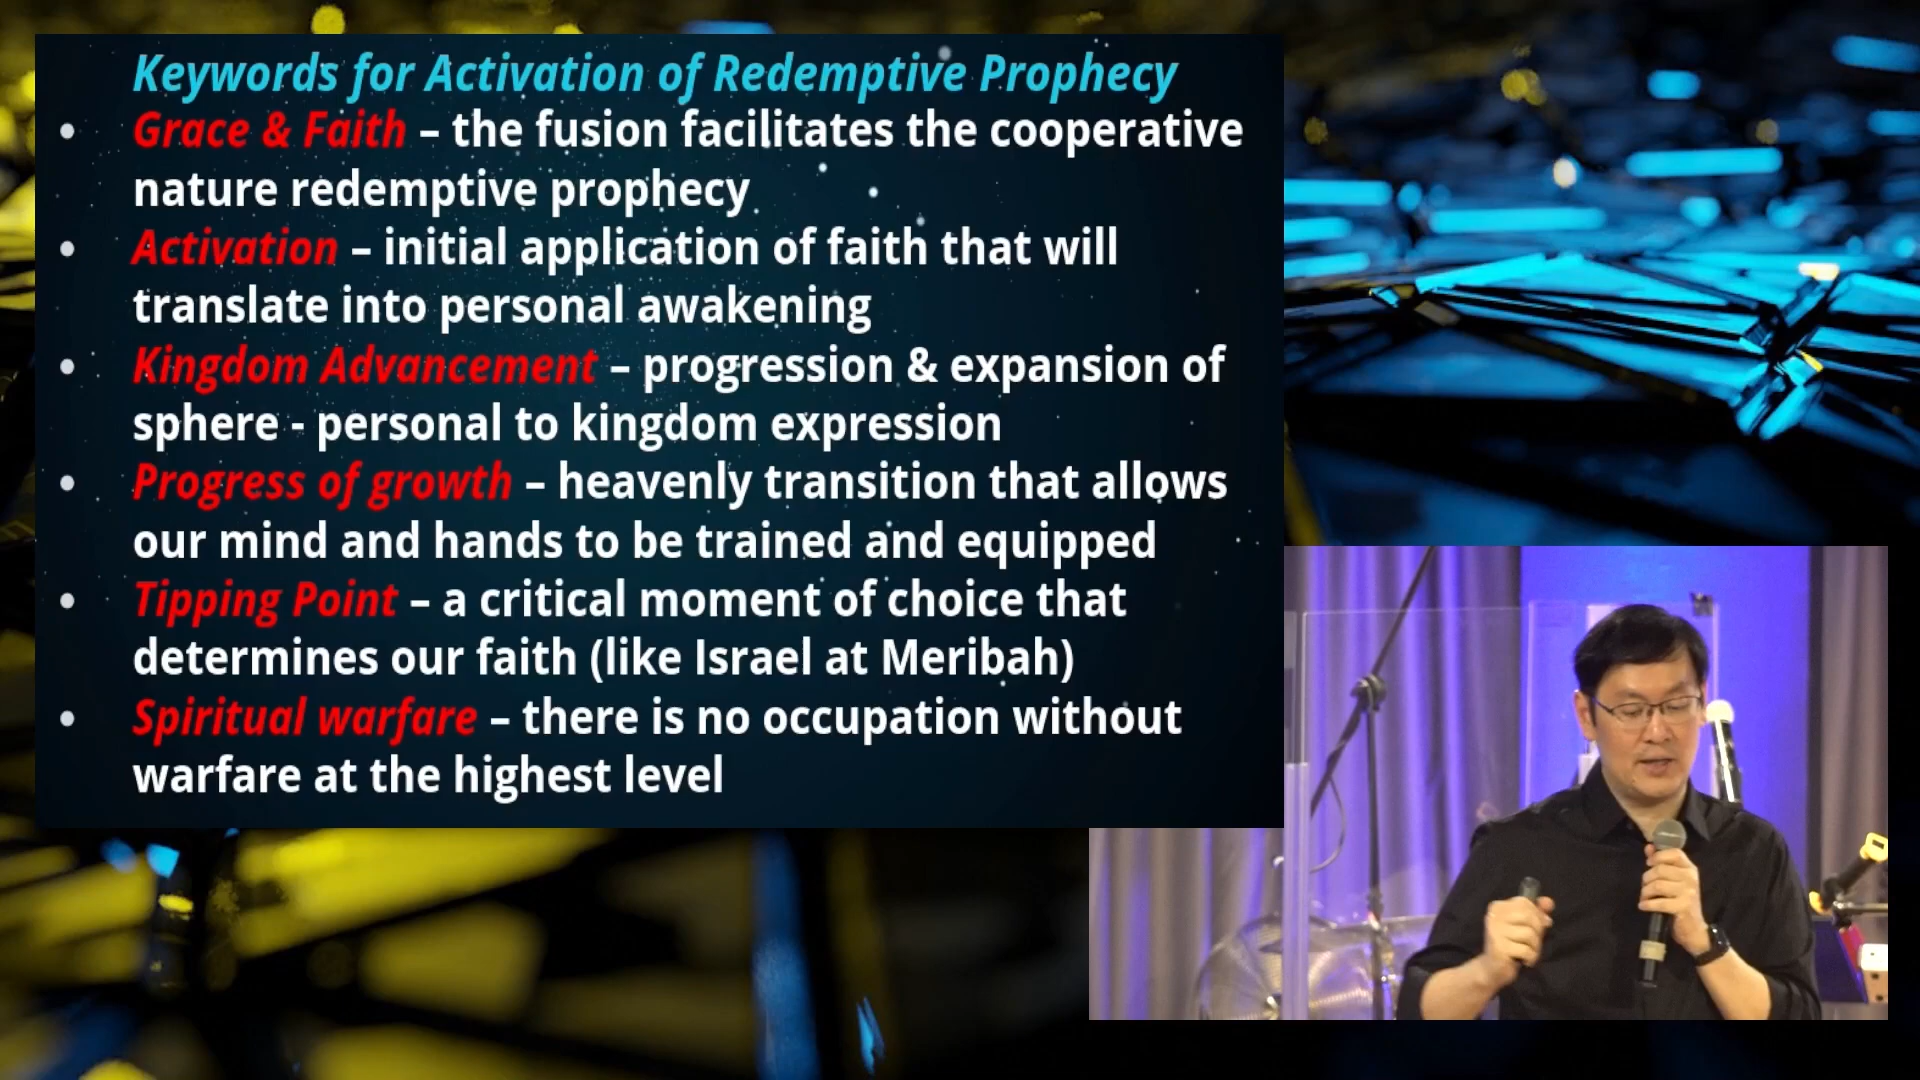 Keywords for Activation of Redemptive Prophecy
• Grace & Faith – the fusion facilitates the cooperative
nature redemptive prophecy
• Activation – initial application of faith that will
translate into personal awakening
• Kingdom Advancement – progression & expansion of
sphere - personal to kingdom expression
• Progress of growth – heavenly transition that allows
our mind and hands to be trained and equipped
• Tipping Point – a critical moment of choice that
determines our faith (like Israel at Meribah)
• Spiritual warfare – there is no occupation without
warfare at the highest level